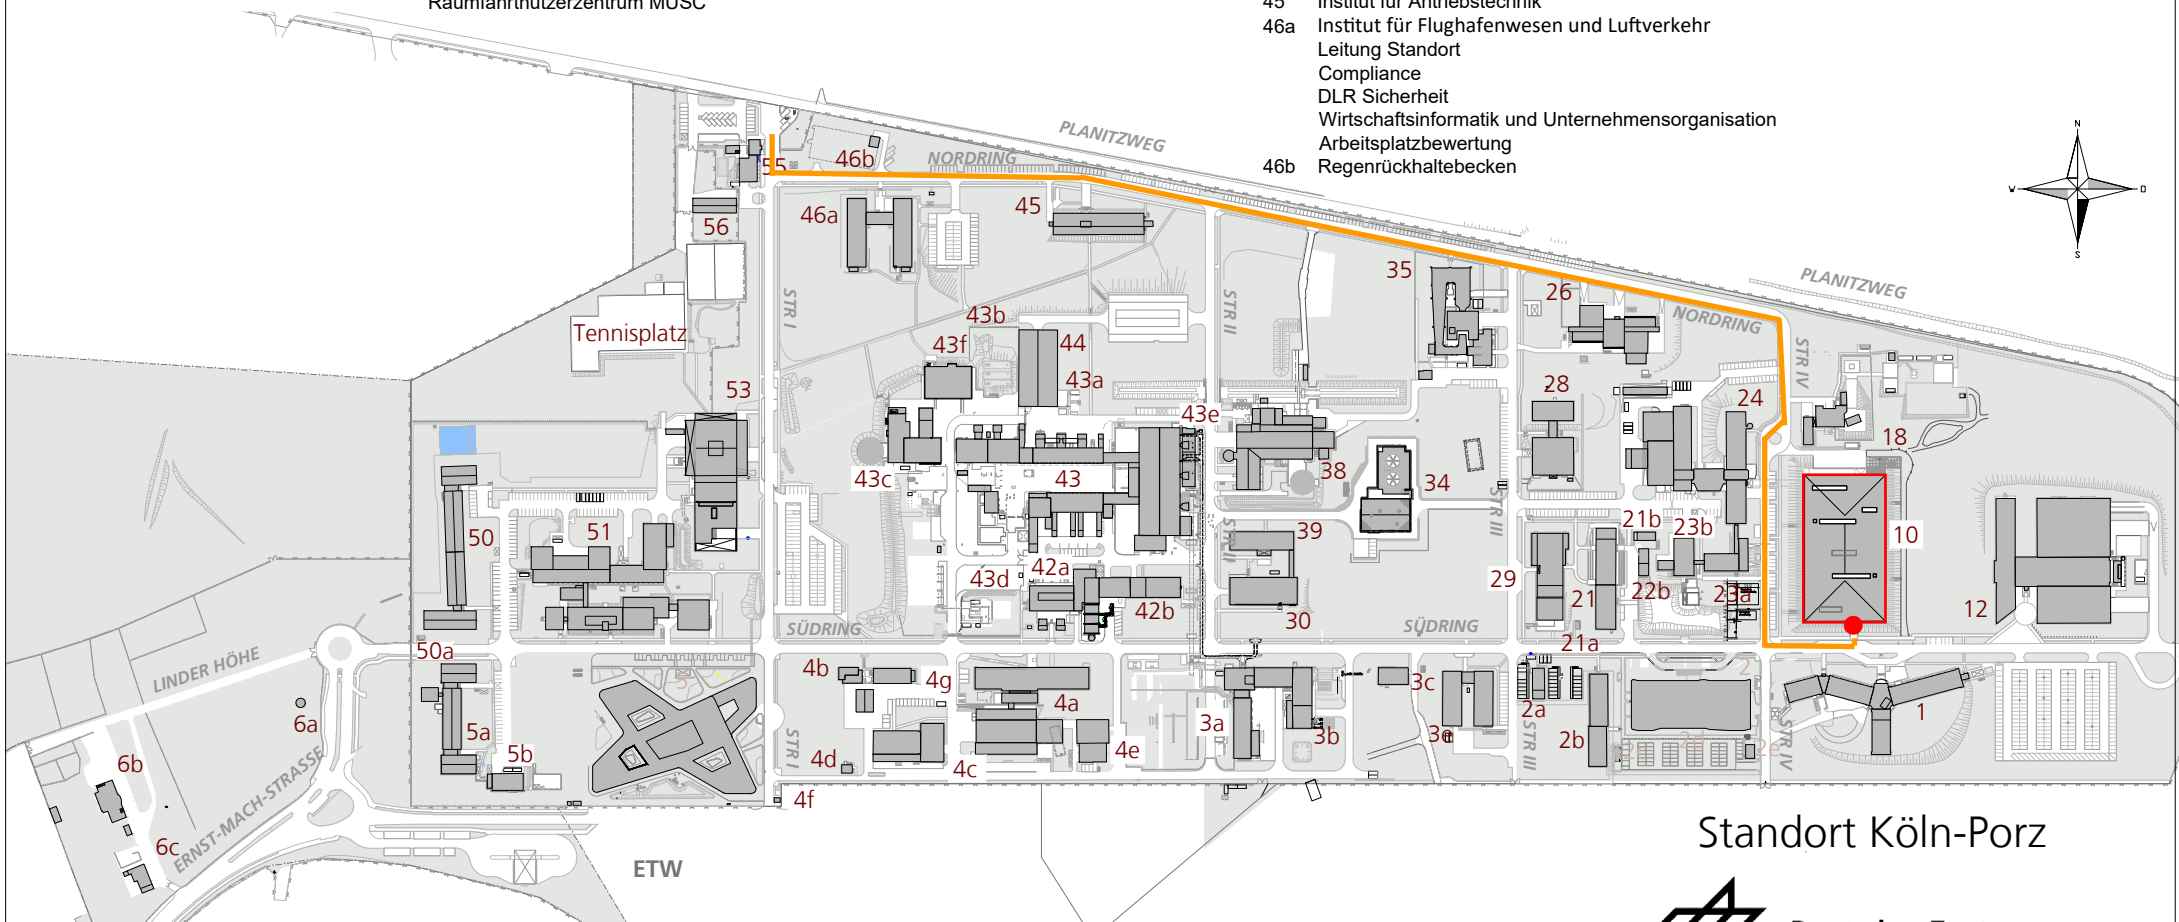 Raumfahrtnutzerzentrum MUSC
45 Institut für Antriebstechnik
46a Institut für Flughafenwesen und Luftverkehr
Leitung Standort
Compliance
DLR Sicherheit
Wirtschaftsinformatik und Unternehmensorganisation
Arbeitsplatzbewertung
46b Regenrückhaltebecken
PLANITZWEG
N
W
O
S
55
46b
NORDRING
46a
45
56
STR I
STR II
35
26
PLANITZWEG
NORDRING
Tennisplatz
43b
43f
44
43a
STR IV
53
28
24
43e
18
43c
43
38
34
STR III
50
51
39
21b
23b
10
43d
42a
29
21
22b
23a
42b
30
12
SÜDRING
SÜDRING
21a
50a
LINDER HÖHE
5
4b
4g
4a
3c
2
2a
1
6a
5a
3a
3b
3e
2b
2d
2e
STR I
STR III
STR IV
5b
4d
4c
4e
6b
4f
6c
ERNST-MACH-STRASSE
ETW
Standort Köln-Porz